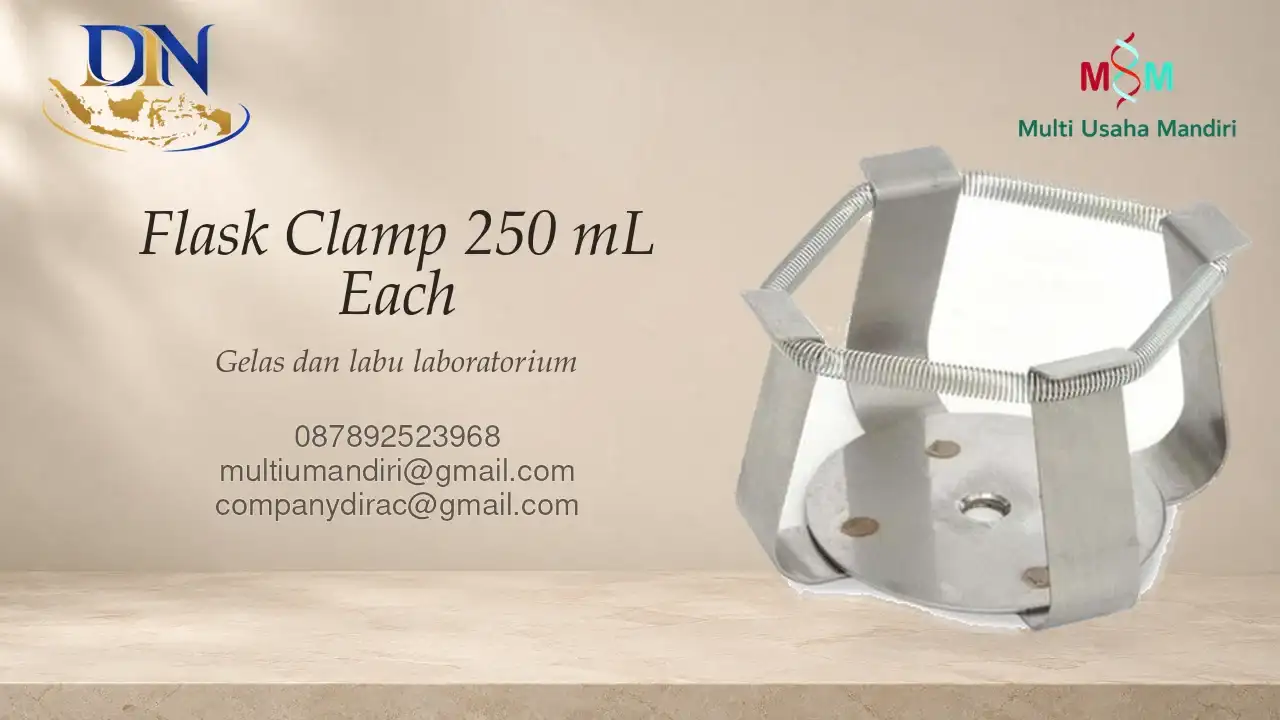 DN
MSM
Multi Usaha Mandiri
Flask Clamp 250 mL
Each
Gelas dan labu laboratorium
087892523968
multiumandiri@gmail.com
companydirac@gmail.com